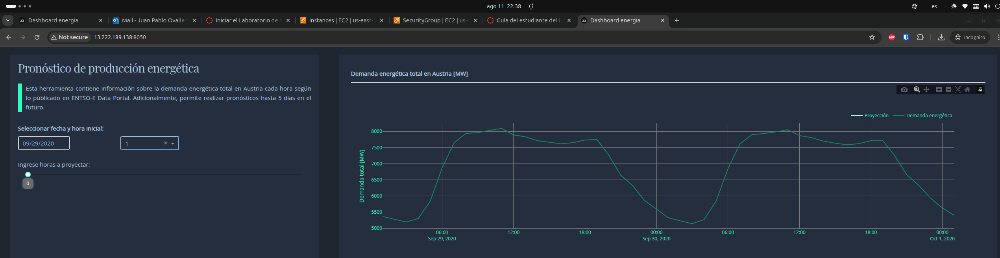 ago 11 22:38
es
VPN
Dashboard energia
Mail - Juan Pablo Ovalle
Iniciar el Laboratorio de a
Instances | EC2 | us-east-
SecurityGroup | EC2 | us-
Guía del estudiante del L
Dashboard energia
Not secure
13.222.189.138:8050
ABP
Incognito
Pronóstico de producción energética
Esta herramienta contiene información sobre la demanda energética total en Austria cada hora según
lo públicado en ENTSO-E Data Portal. Adicionalmente, permite realizar pronósticos hasta 5 dias en el
futuro.
Seleccionar fecha y hora inicial:
09/29/2020
1
Ingrese horas a proyectar:
0
Demanda energética total en Austria [MW]
Proyección
Demanda energética
Demanda total [MW]
8000
7500
7000
6500
6000
5500
5000
06:00
Sep 29, 2020
12:00
18:00
00:00
Sep 30, 2020
06:00
12:00
18:00
00:00
Oct 1, 2020